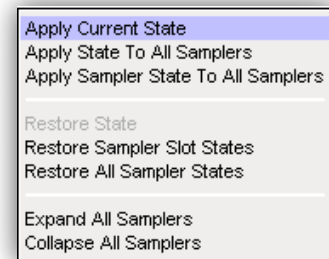 Apply Current State
Apply State To All Samplers
Apply Sampler State To All Samplers
Restore State
Restore Sampler Slot States
Restore All Sampler States
Expand All Samplers
Collapse All Samplers